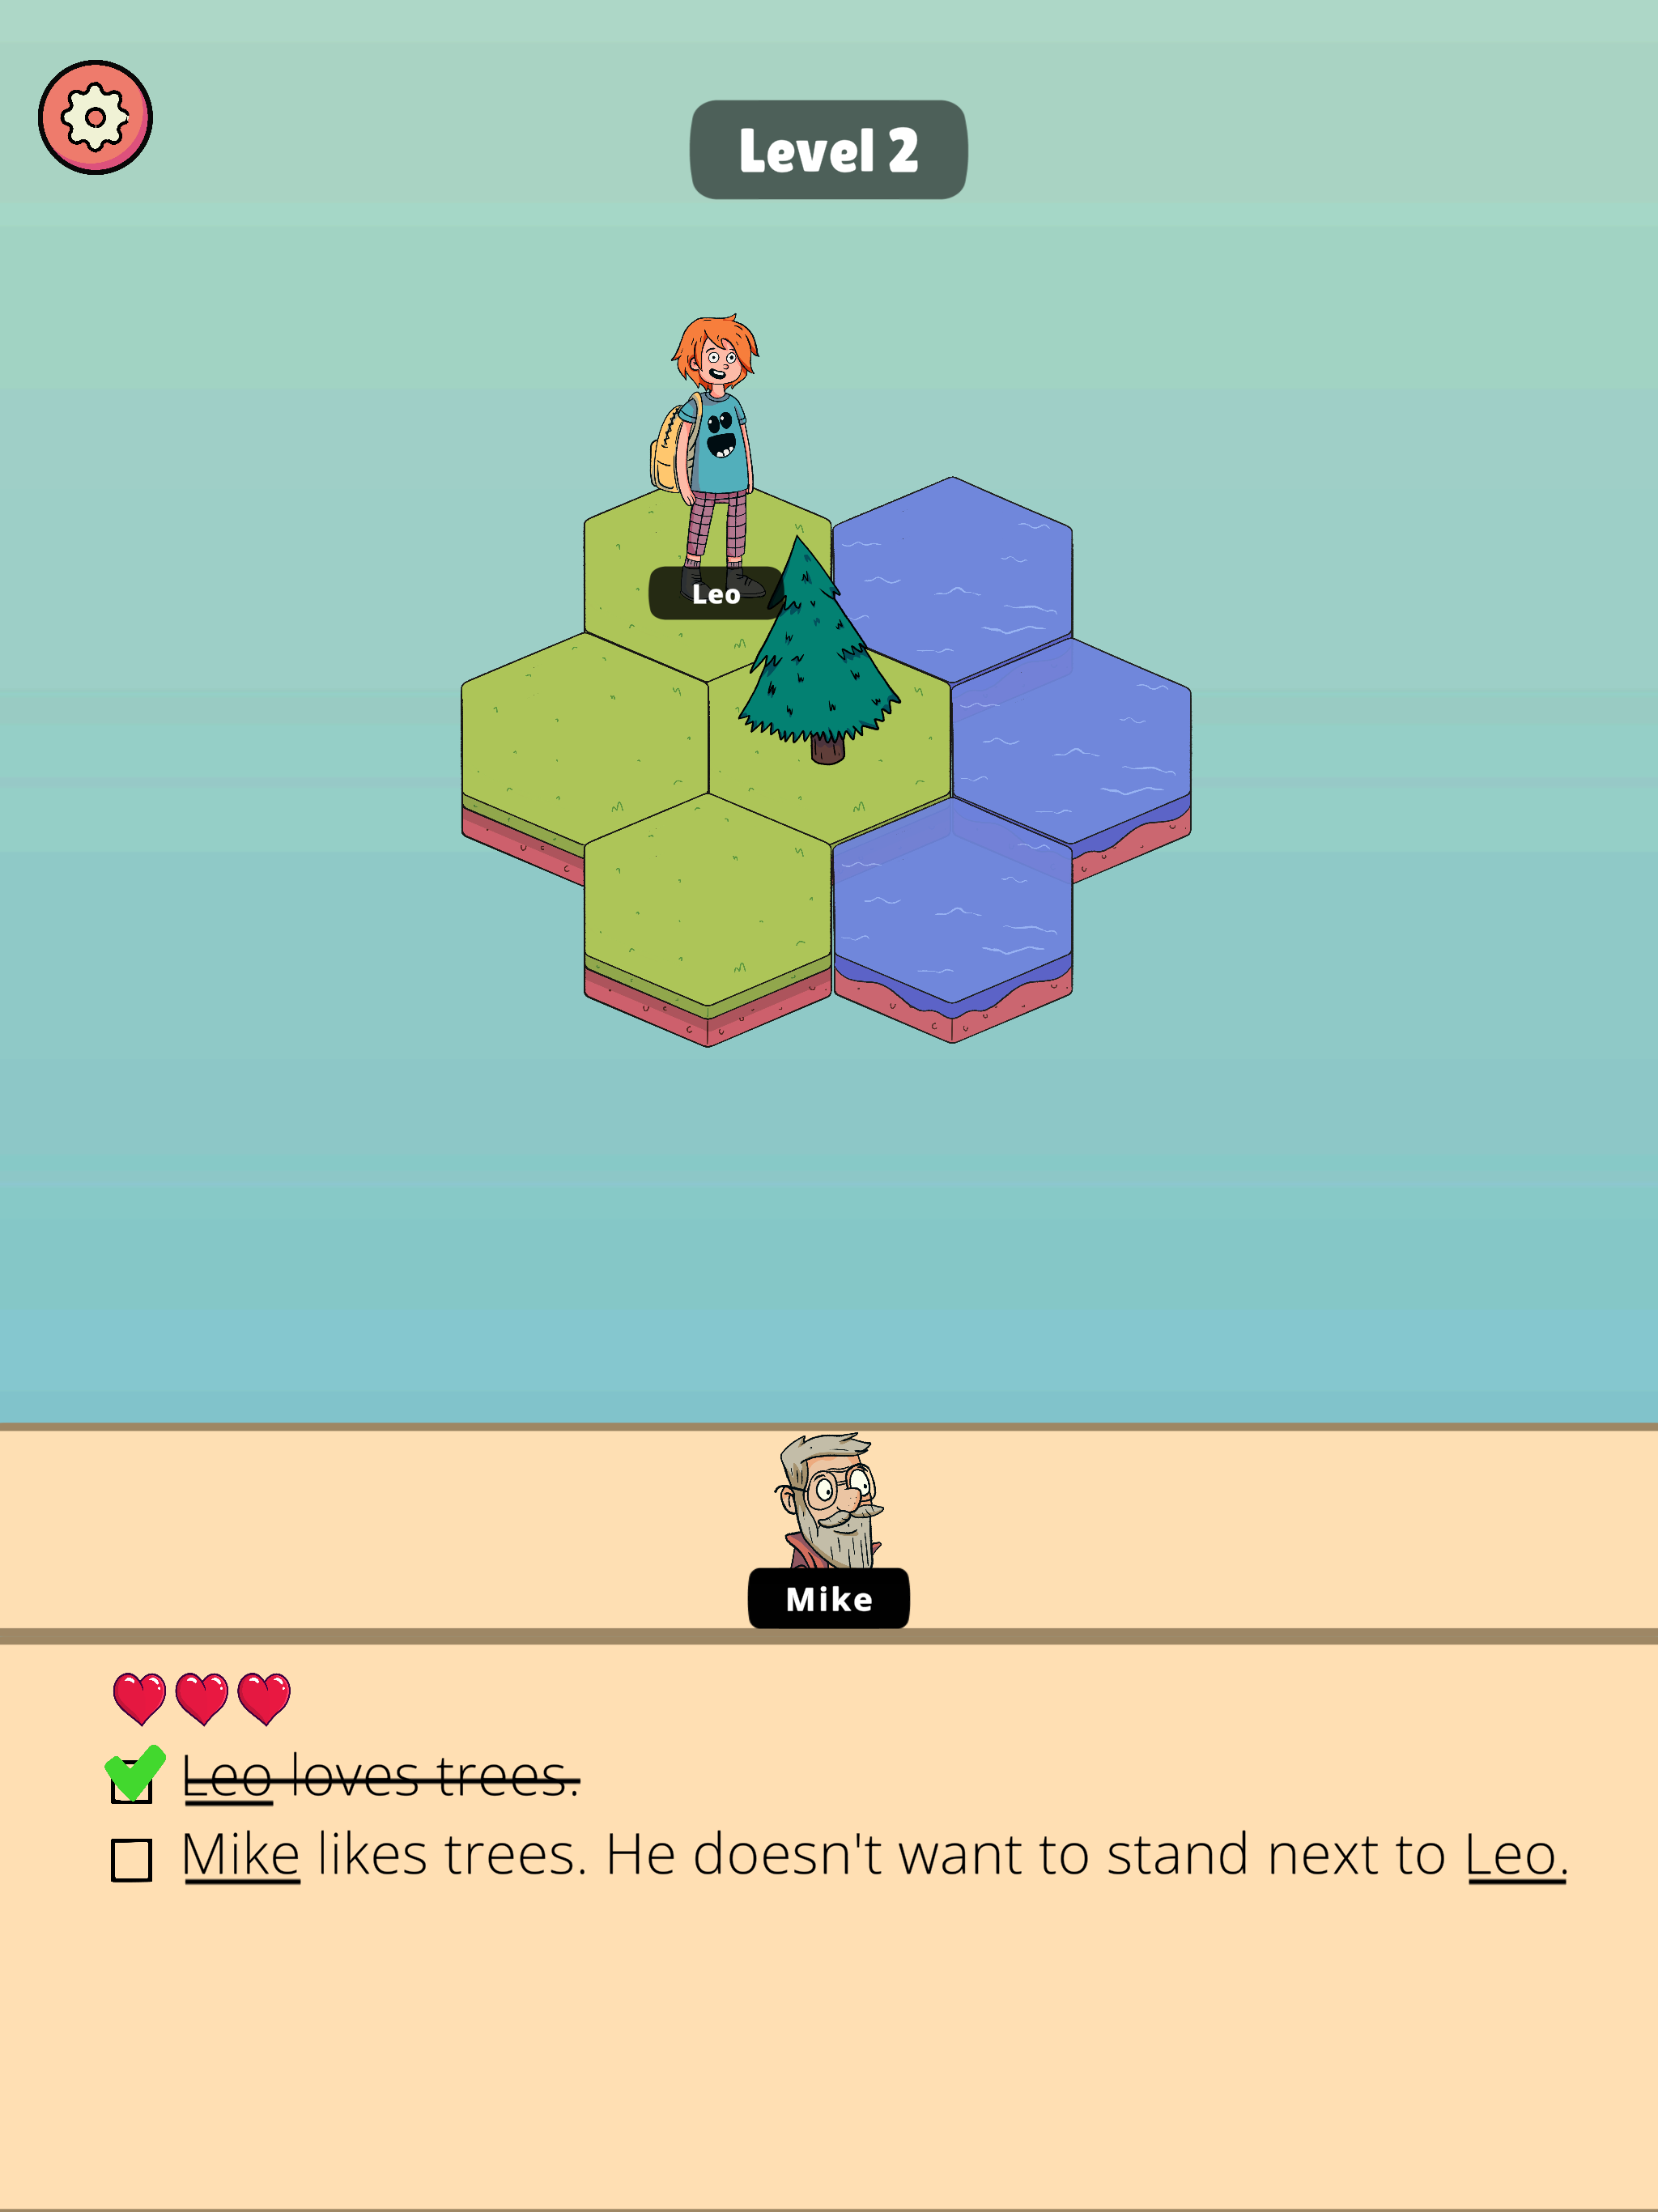 Level 2
Leo
Mike
Leo loves trees.
Mike likes trees. He doesn't want to stand next to Leo.